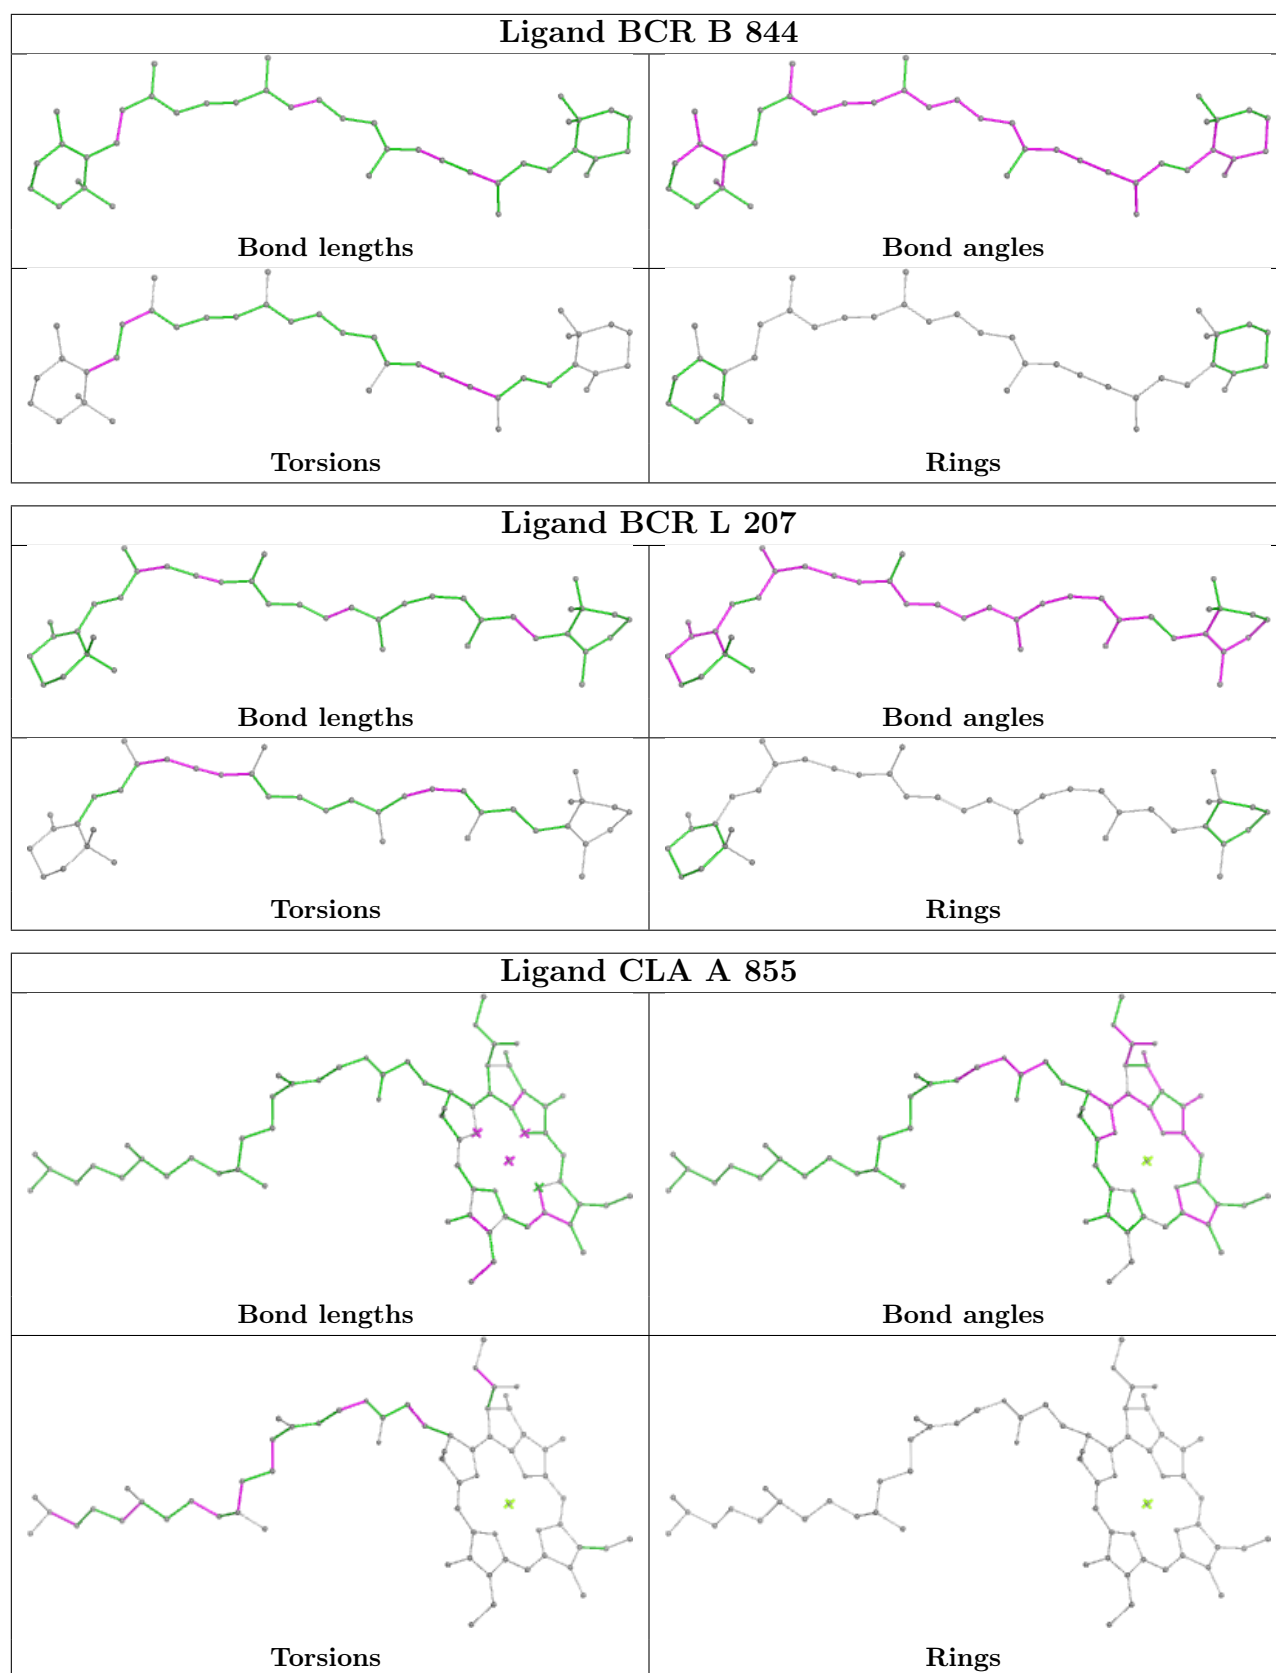 Ligand BCR B 844
Bond lengths
Bond angles
Torsions
Rings
Ligand BCR L 207
Bond lengths
Bond angles
Torsions
Rings
Ligand CLA A 855
Bond lengths
Bond angles
Torsions
Rings